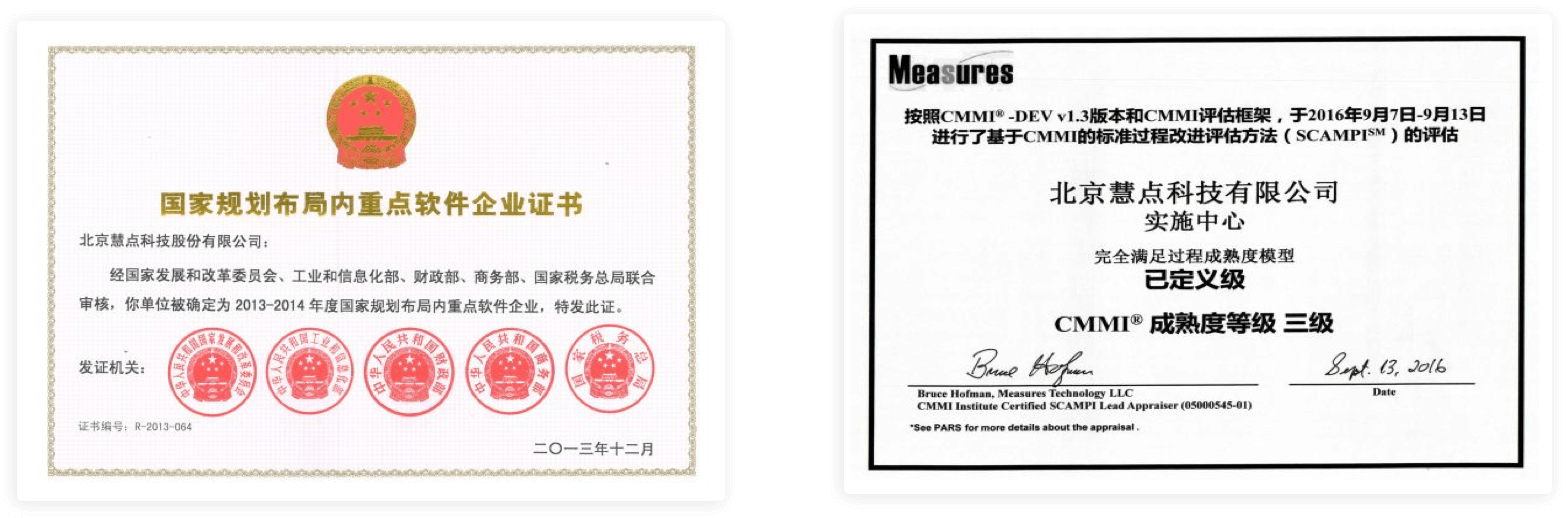 国家规划布局内重点软件企业证书
北京慧点科技股份有限公司：
经国家发展和改革委员会、工业和信息化部、财政部、商务部、国家税务总局联合
审核，你单位被确定为 2013-2014 年度国家规划布局内重点软件企业，特发此证。
发证机关：
中华人民共和国国家发展和改革委员会
中华人民共和国工业和信息化部
中华人民共和国财政部
中华人民共和国商务部
国家税务总局
证书编号：R-2013-064
二〇一三年十二月
Measures
按照CMMI® -DEV v1.3版本和CMMI评估框架，于2016年9月7日-9月13日
进行了基于CMMI的标准过程改进评估方法（ SCAMPI℠ ）的评估
北京慧点科技有限公司
实施中心
完全满足过程成熟度模型
已定义级
CMMI® 成熟度等级 三级
Bruce Hofman
Sept. 13, 2016
Bruce Hofman, Measures Technology LLC
Date
CMMI Institute Certified SCAMPI Lead Appraiser (05000545-01)
*See PARS for more details about the appraisal .